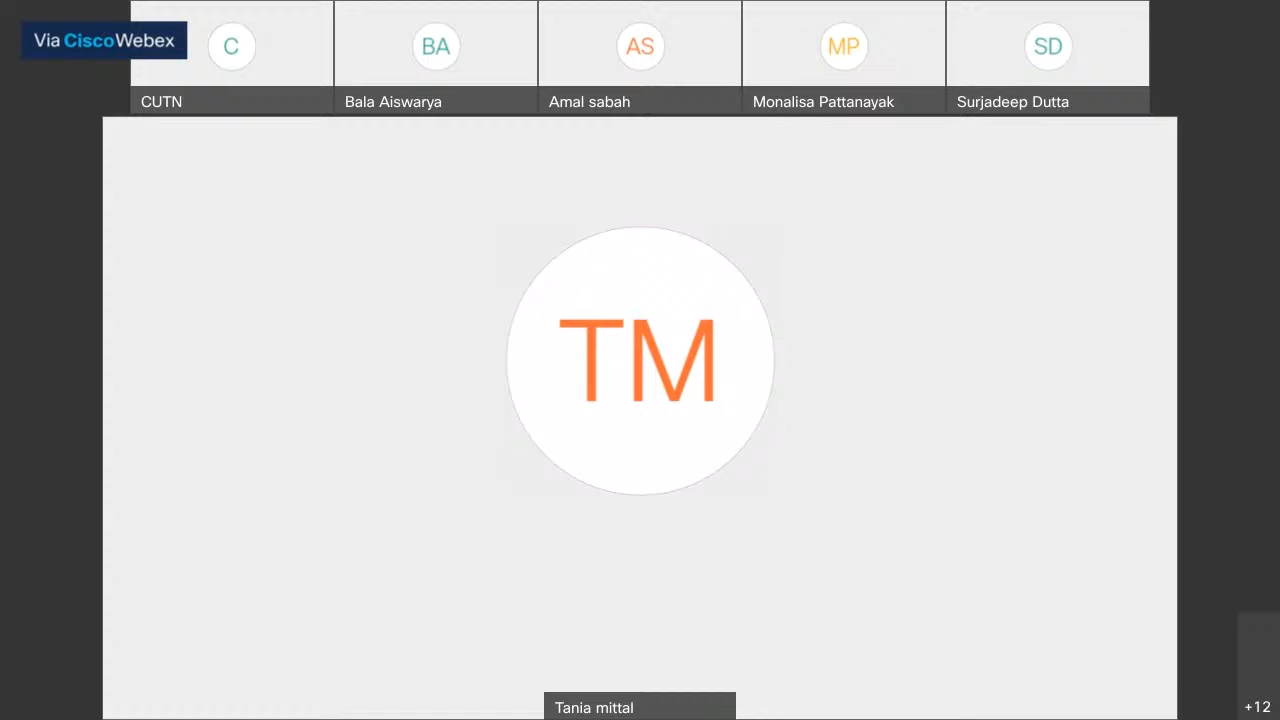 Via CiscoWebex
C
BA
AS
MP
SD
CUTN
Bala Aiswarya
Amal sabah
Monalisa Pattanayak
Surjadeep Dutta
TM
Tania mittal
+12